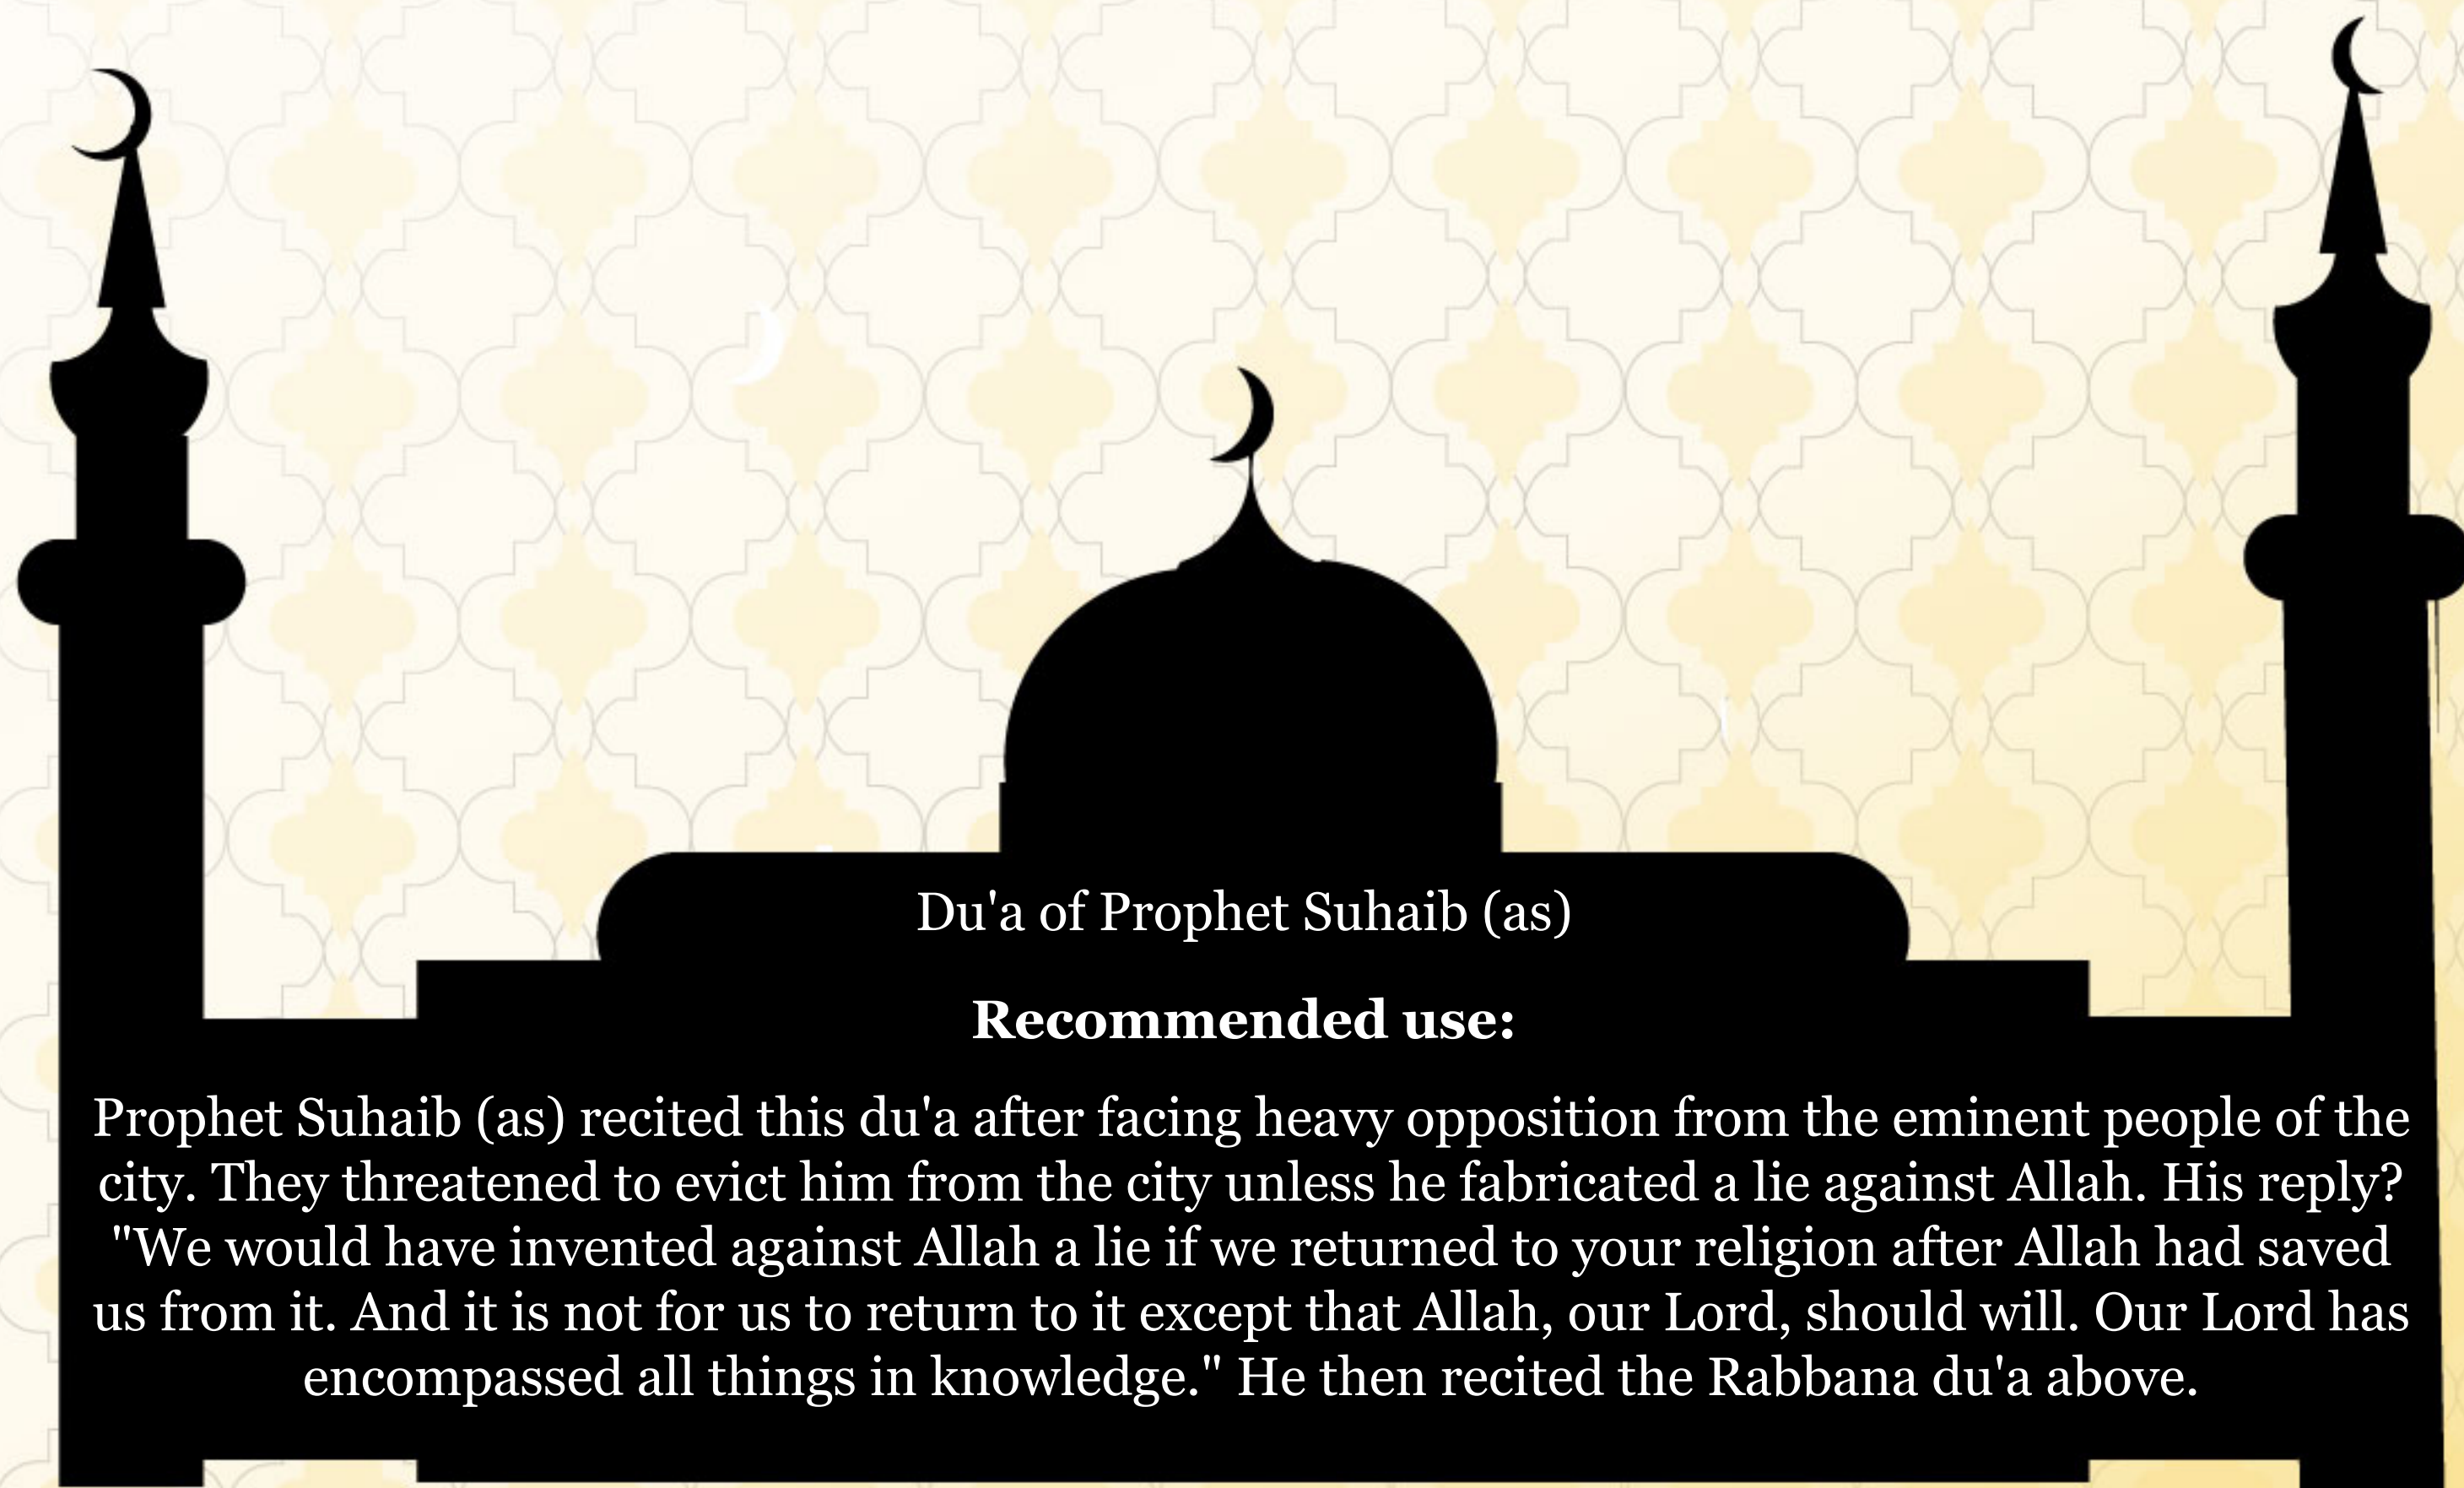 Du'a of Prophet Suhaib (as)
Recommended use:
Prophet Suhaib (as) recited this du'a after facing heavy opposition from the eminent people of the
city. They threatened to evict him from the city unless he fabricated a lie against Allah. His reply?
"We would have invented against Allah a lie if we returned to your religion after Allah had saved
us from it. And it is not for us to return to it except that Allah, our Lord, should will. Our Lord has
encompassed all things in knowledge." He then recited the Rabbana du'a above.